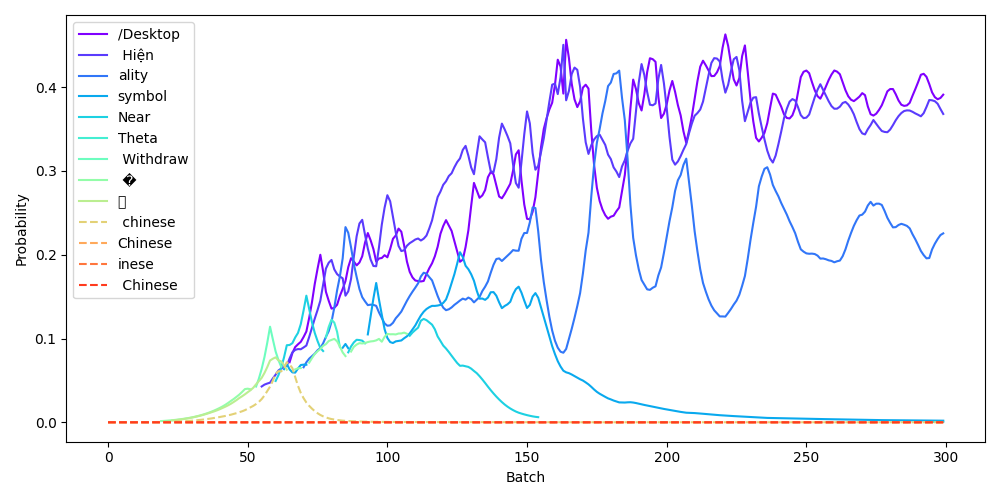 /Desktop
Hiện
ality
symbol
Near
Theta
Withdraw
�
chinese
Chinese
inese
Chinese
Probability
0.4
0.3
0.2
0.1
0.0
0
50
100
150
200
250
300
Batch